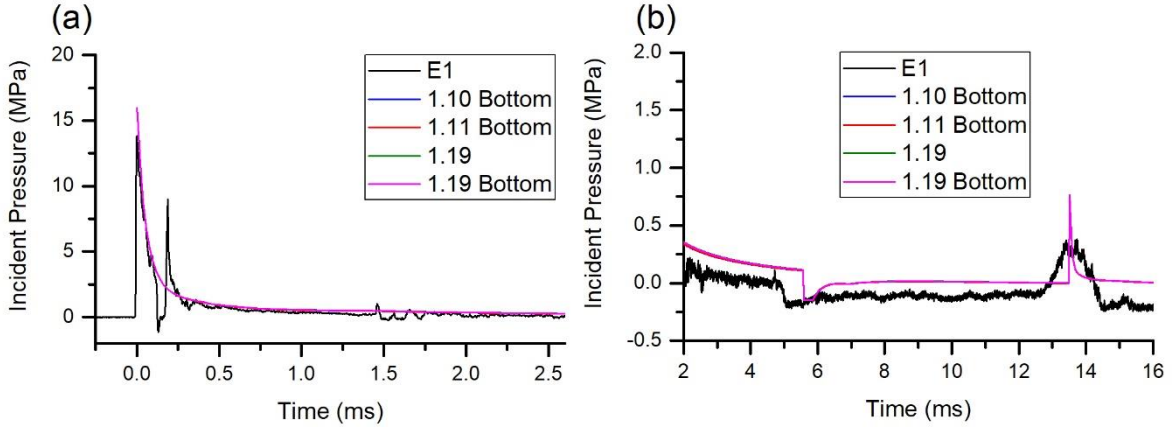 (a)
20
15
10
5
0
Incident Pressure (MPa)
E1
1.10 Bottom
1.11 Bottom
1.19
1.19 Bottom
0.0 0.5 1.0 1.5 2.0 2.5
Time (ms)
(b)
2.0
1.5
1.0
0.5
0.0
-0.5
Incident Pressure (MPa)
E1
1.10 Bottom
1.11 Bottom
1.19
1.19 Bottom
2 4 6 8 10 12 14 16
Time (ms)